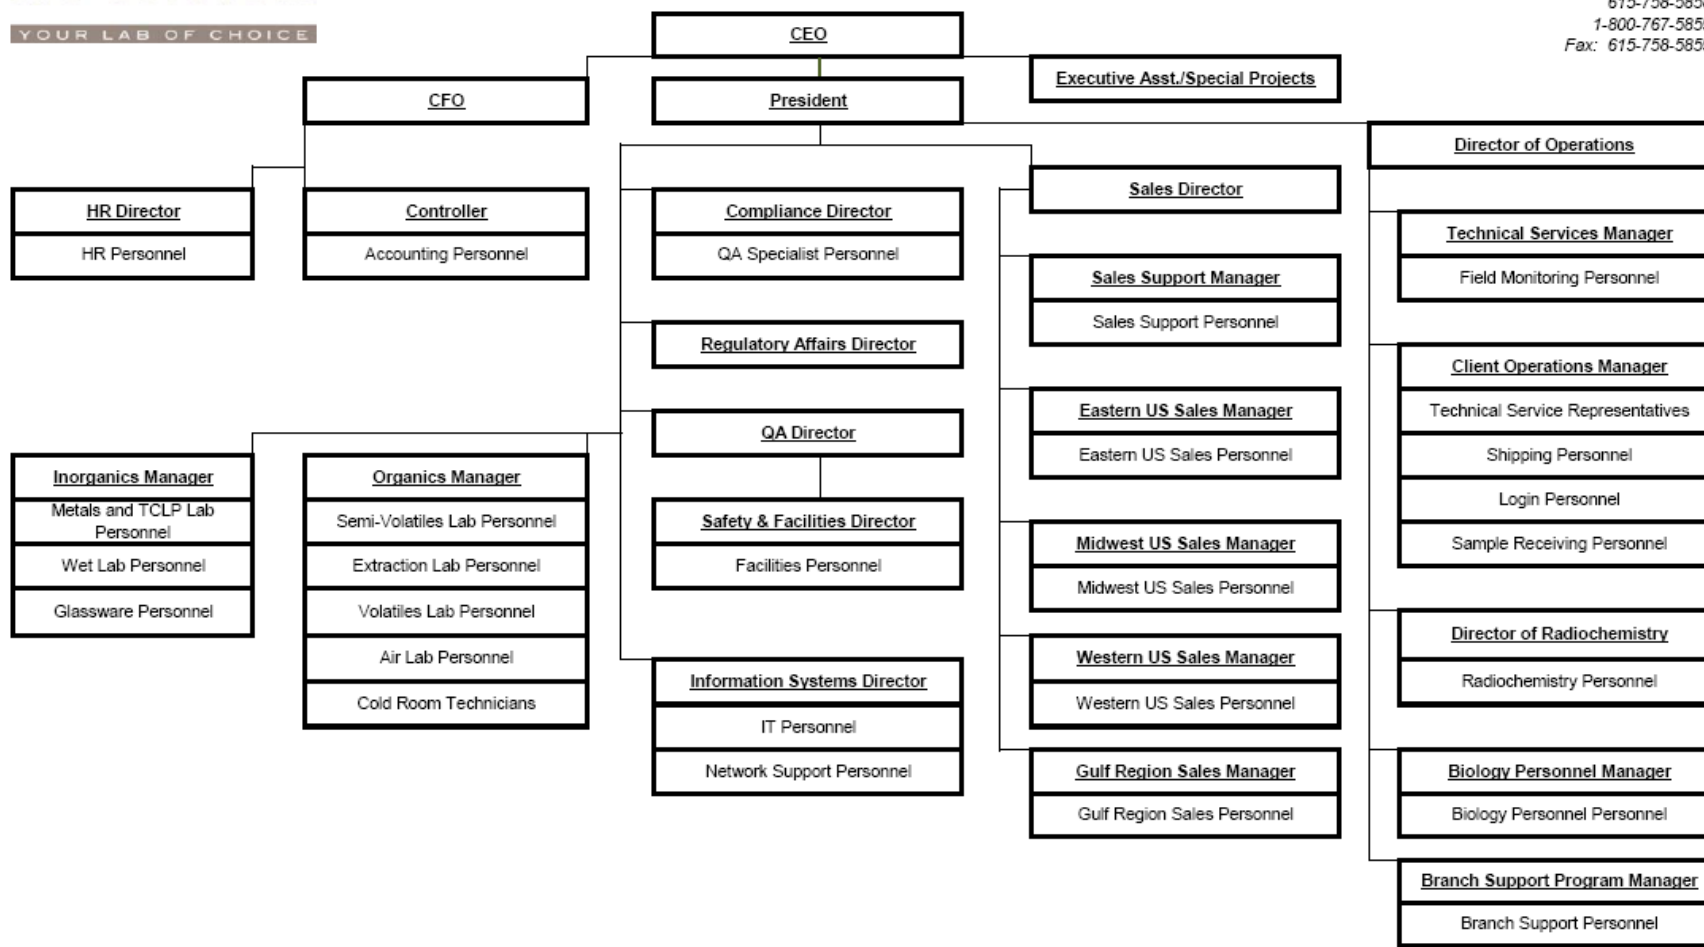 YOUR LAB OF CHOICE
1-800-767-5859
Fax: 615-758-5859
CEO
Executive Asst./Special Projects
CFO
President
Director of Operations
HR Director
HR Personnel
Controller
Accounting Personnel
Compliance Director
QA Specialist Personnel
Regulatory Affairs Director
QA Director
Safety & Facilities Director
Facilities Personnel
Information Systems Director
IT Personnel
Network Support Personnel
Inorganics Manager
Metals and TCLP Lab
Personnel
Wet Lab Personnel
Glassware Personnel
Organics Manager
Semi-Volatiles Lab Personnel
Extraction Lab Personnel
Volatiles Lab Personnel
Air Lab Personnel
Cold Room Technicians
Sales Director
Sales Support Manager
Sales Support Personnel
Eastern US Sales Manager
Eastern US Sales Personnel
Midwest US Sales Manager
Midwest US Sales Personnel
Western US Sales Manager
Western US Sales Personnel
Gulf Region Sales Manager
Gulf Region Sales Personnel
Technical Services Manager
Field Monitoring Personnel
Client Operations Manager
Technical Service Representatives
Shipping Personnel
Login Personnel
Sample Receiving Personnel
Director of Radiochemistry
Radiochemistry Personnel
Biology Personnel Manager
Biology Personnel Personnel
Branch Support Program Manager
Branch Support Personnel